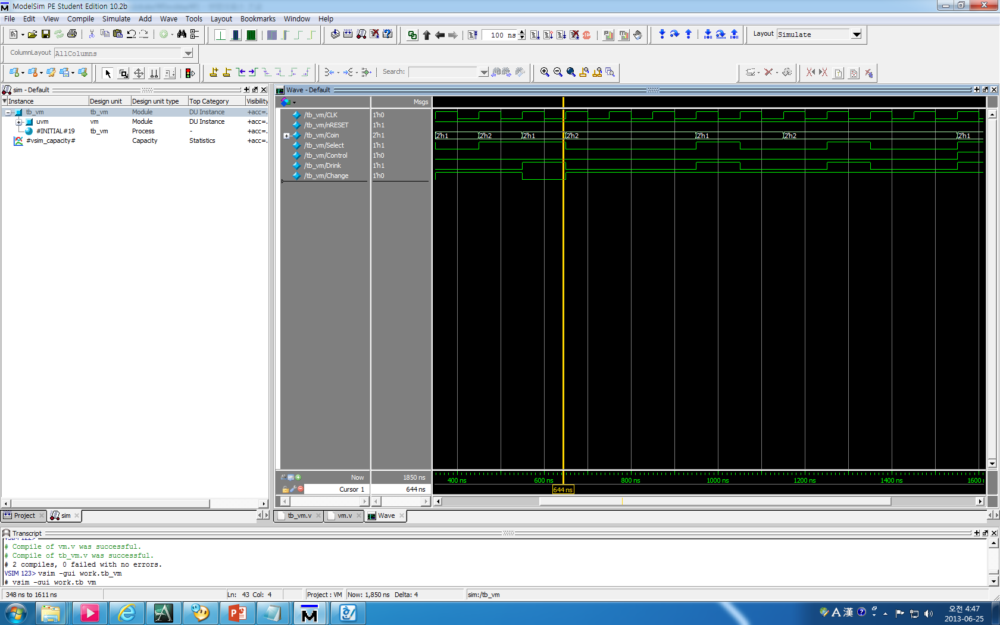 ModelSim PE Student Edition 10.2b
File Edit View Compile Simulate Add Wave Tools Layout Bookmarks Window Help
100 ns
Layout Simulate
ColumnLayout AllColumns
Search:
sim - Default
Instance Design unit Design unit type Top Category Visibility
tb_vm tb_vm Module DU Instance +acc=.
uvm vm Module DU Instance +acc=.
#INITIAL#19 tb_vm Process - +acc=.
#vsim_capacity# Capacity Statistics +acc=.
Wave - Default
Msgs
/tb_vm/CLK 1'h0
/tb_vm/nRESET 1'h1
/tb_vm/Coin 2'h1 2'h1 2'h2 2'h1 2'h2 2'h1 2'h2 2'h1
/tb_vm/Select 1'h1
/tb_vm/Control 1'h0
/tb_vm/Drink 1'h1
/tb_vm/Change 1'h0
Now 1850 ns 400 ns 600 ns 800 ns 1000 ns 1200 ns 1400 ns 1600
Cursor 1 644 ns 644 ns
Project sim
tb_vm.v vm.v Wave
Transcript
# Compile of vm.v was successful.
# Compile of tb_vm.v was successful.
# 2 compiles, 0 failed with no errors.
VSIM 123> vsim -gui work.tb_vm
# vsim -gui work.tb_vm
348 ns to 1611 ns Ln: 43 Col: 4 Project : VM Now: 1,850 ns Delta: 4 sim:/tb_vm
A 漢
오전 4:47
2013-06-25